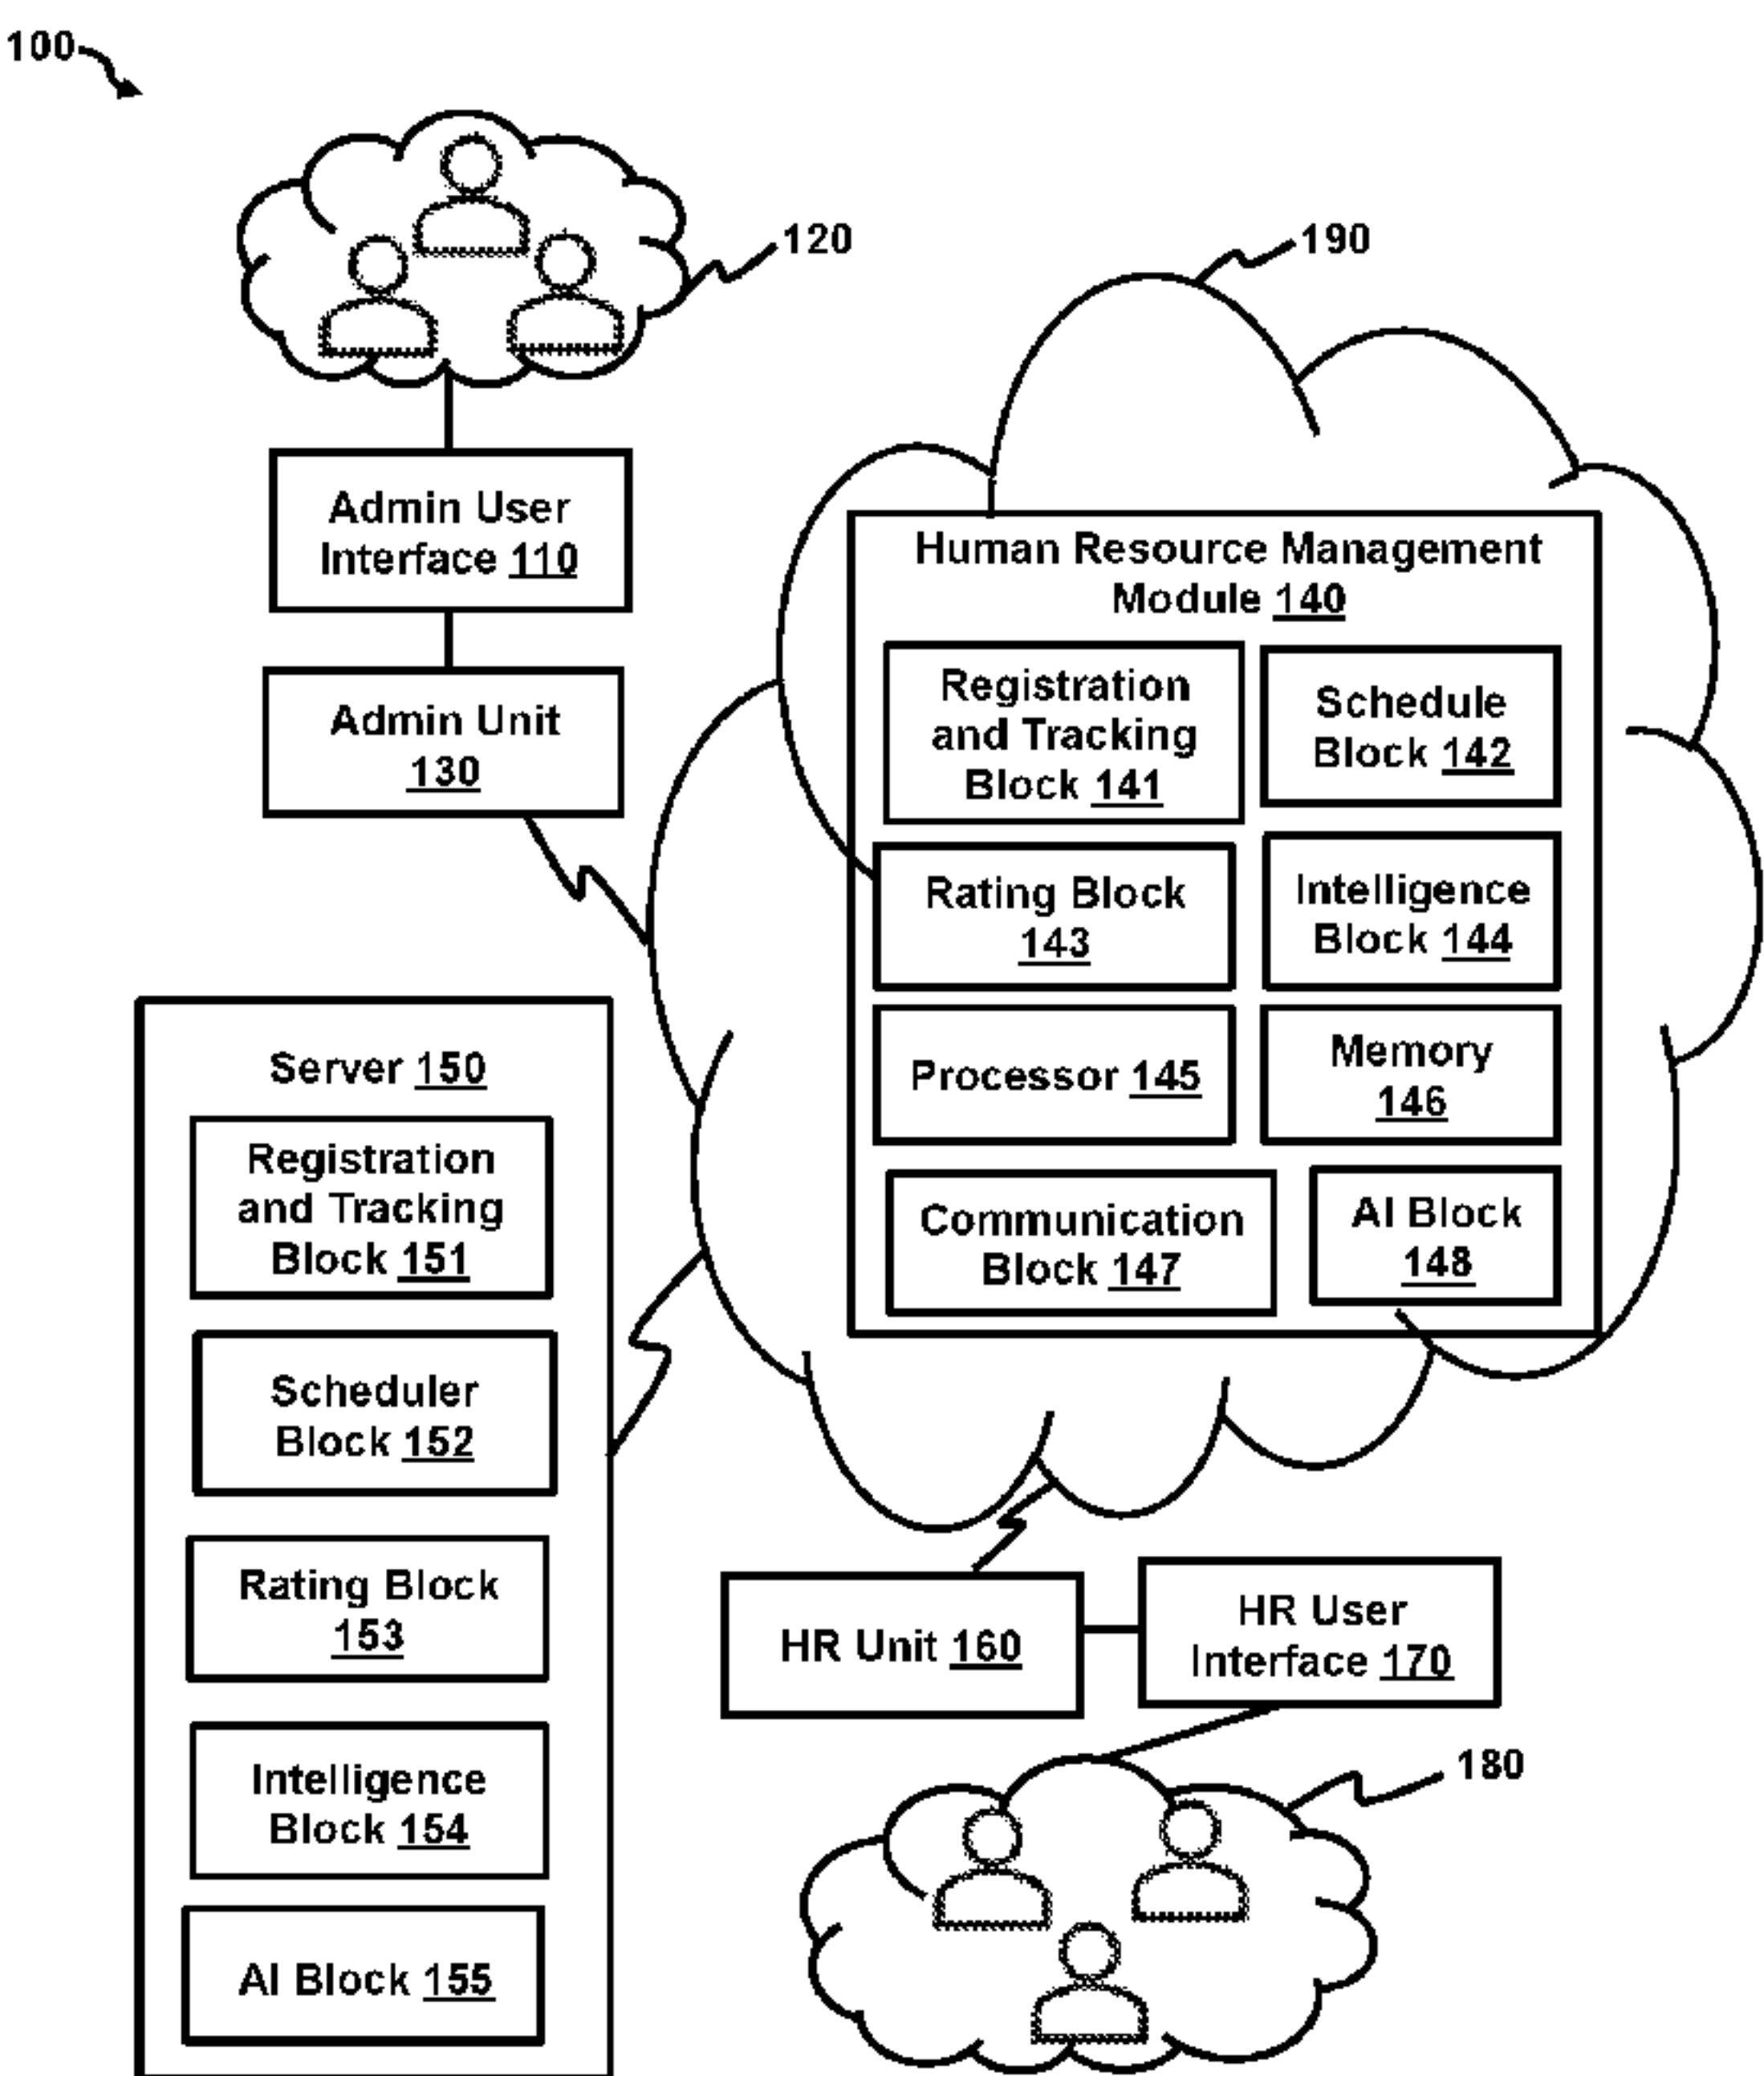 100
120
190
Admin User
Interface 110
Admin Unit
130
Human Resource Management
Module 140
Registration
and Tracking
Block 141
Schedule
Block 142
Rating Block
143
Intelligence
Block 144
Processor 145
Memory
146
Communication
Block 147
AI Block
148
Server 150
Registration
and Tracking
Block 151
Scheduler
Block 152
Rating Block
153
Intelligence
Block 154
AI Block 155
HR Unit 160
HR User
Interface 170
180